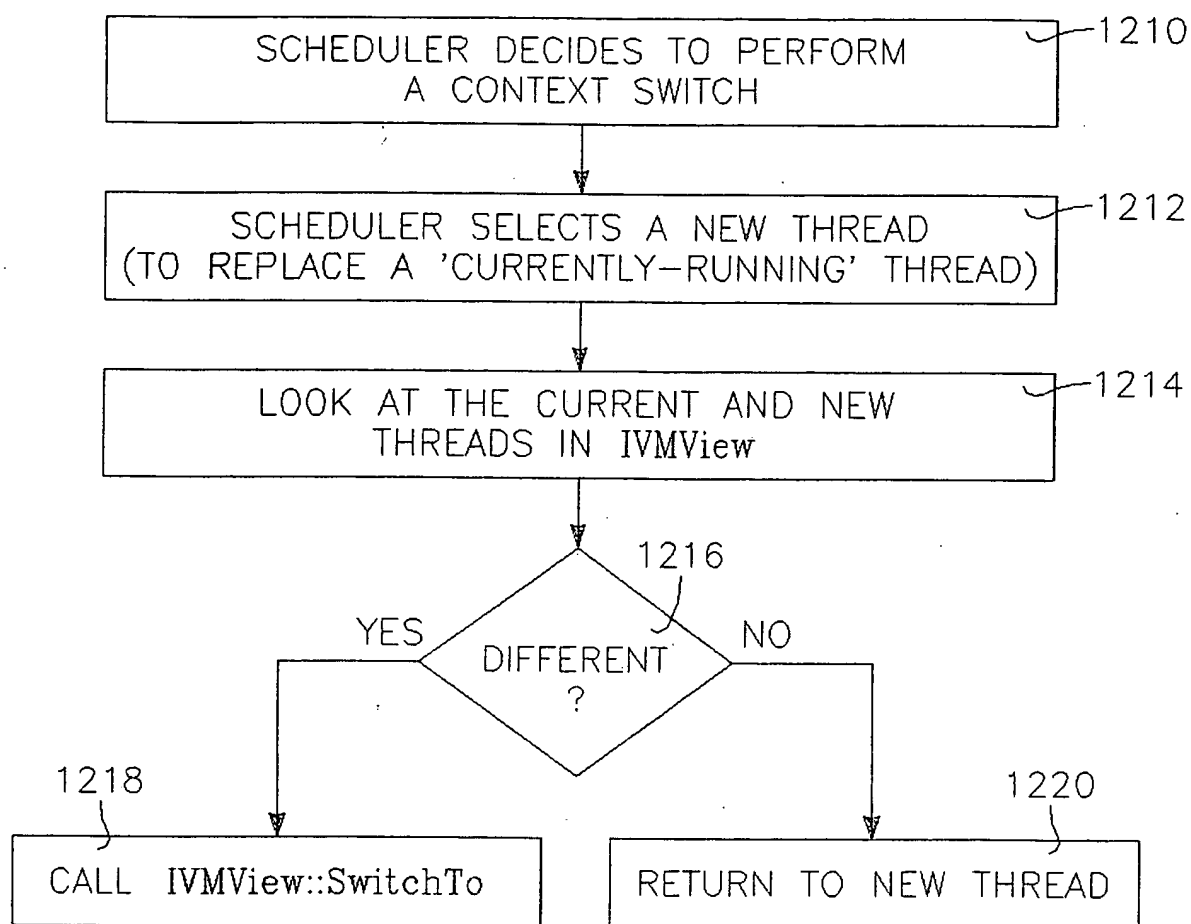 SCHEDULER DECIDES TO PERFORM
A CONTEXT SWITCH
1210
SCHEDULER SELECTS A NEW THREAD
(TO REPLACE A 'CURRENTLY-RUNNING' THREAD)
1212
LOOK AT THE CURRENT AND NEW
THREADS IN IVMView
1214
1216
YES
DIFFERENT
?
NO
1218
CALL IVMView::SwitchTo
1220
RETURN TO NEW THREAD